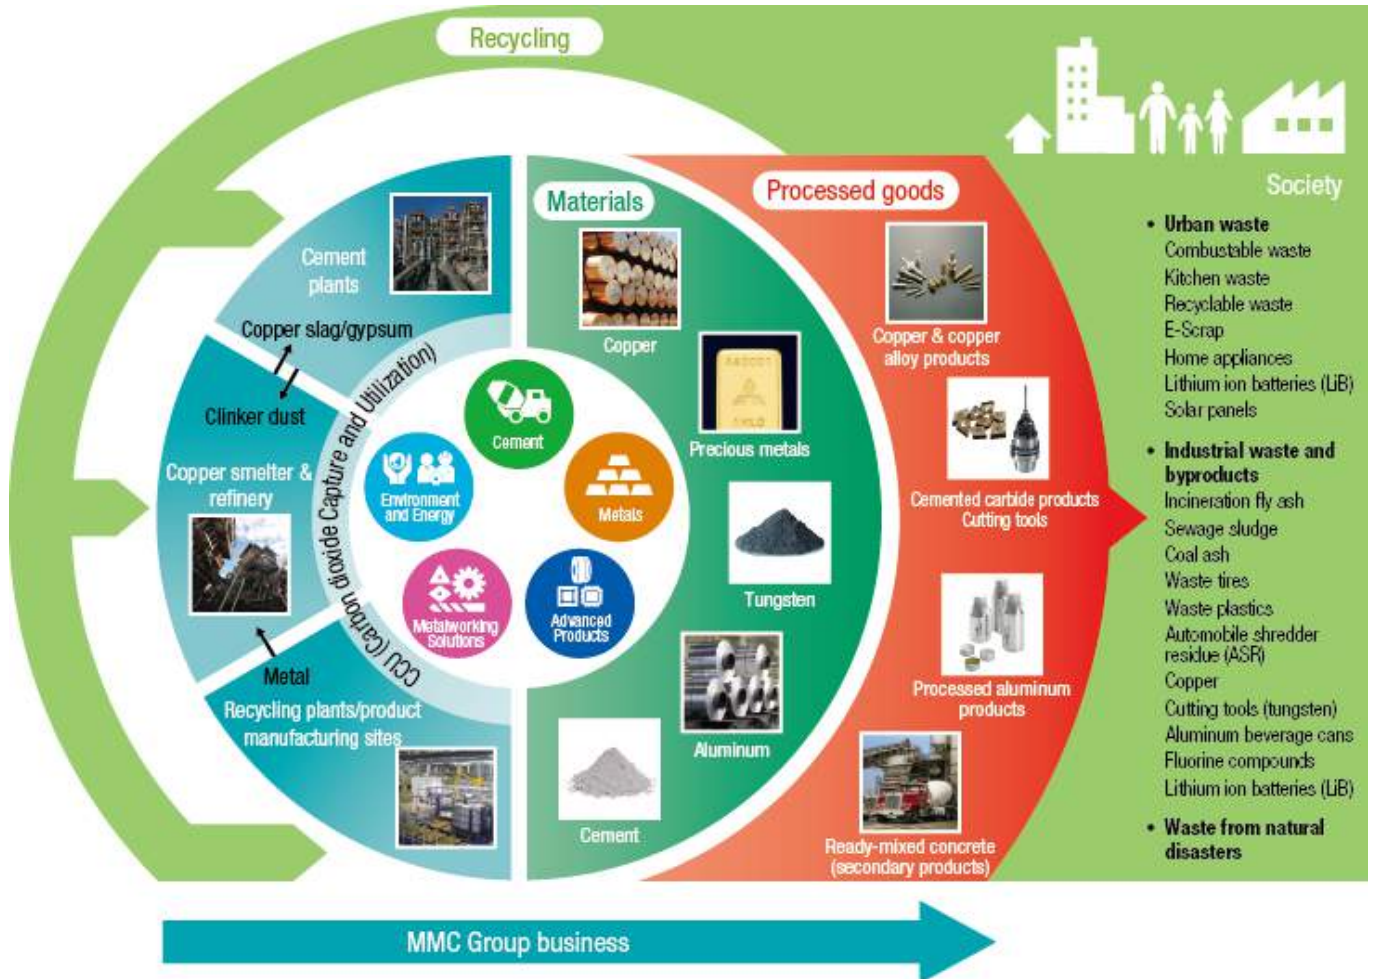 Recycling
Society
Materials
Processed goods
Cement
plants
Copper slag/gypsum
Clinker dust
Copper smelter &
refinery
Metal
Recycling plants/product
manufacturing sites
CCU (Carbon dioxide Capture and Utilization)
Cement
Environment
and Energy
Metals
Metalworking
Solutions
Advanced
Products
Copper
Precious metals
Tungsten
Aluminum
Cement
Copper & copper
alloy products
Cemented carbide products
Cutting tools
Processed aluminum
products
Ready-mixed concrete
(secondary products)
• Urban waste
Combustable waste
Kitchen waste
Recyclable waste
E-Scrap
Home appliances
Lithium ion batteries (LiB)
Solar panels
• Industrial waste and
byproducts
Incineration fly ash
Sewage sludge
Coal ash
Waste tires
Waste plastics
Automobile shredder
residue (ASR)
Copper
Cutting tools (tungsten)
Aluminum beverage cans
Fluorine compounds
Lithium ion batteries (LiB)
• Waste from natural
disasters
MMC Group business